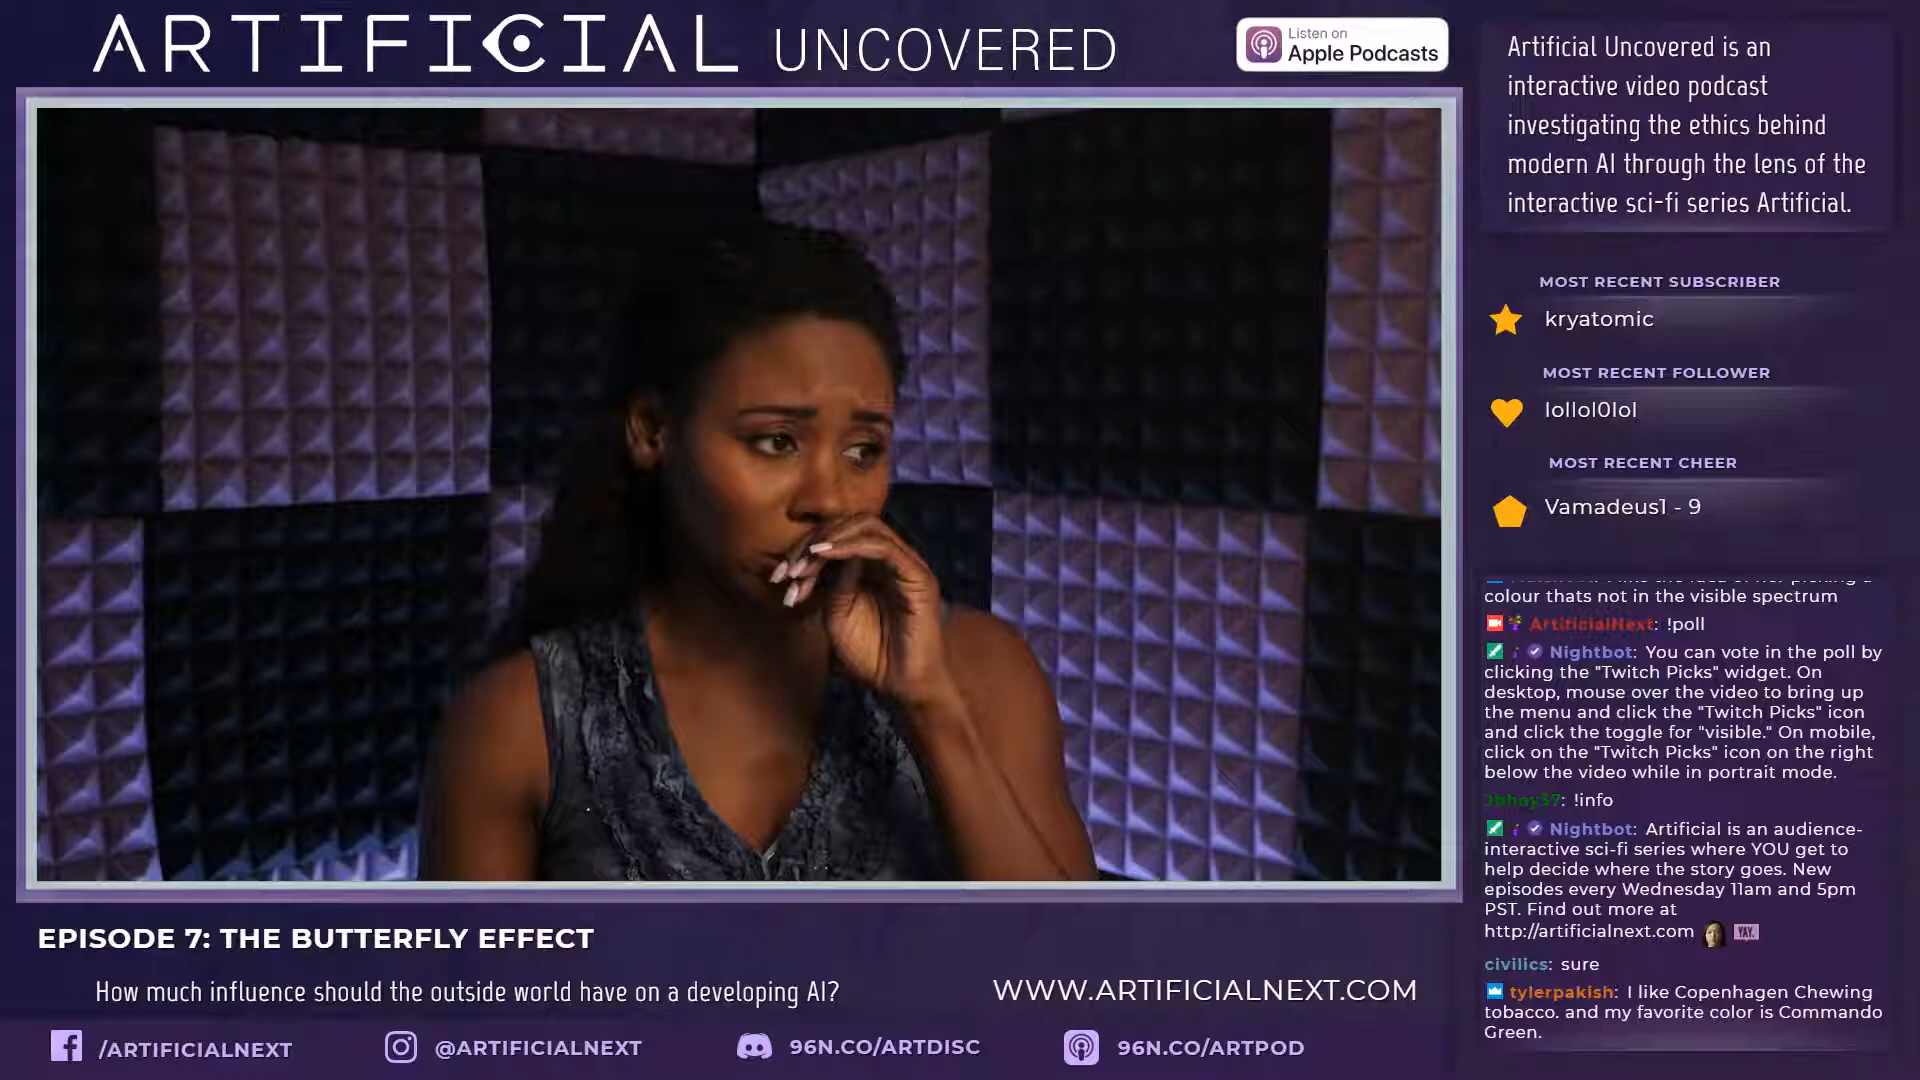 ARTIFICIAL UNCOVERED
Listen on
Apple Podcasts
Artificial Uncovered is an
interactive video podcast
investigating the ethics behind
modern AI through the lens of the
interactive sci-fi series Artificial.
MOST RECENT SUBSCRIBER
kryatomic
MOST RECENT FOLLOWER
lollol0lol
MOST RECENT CHEER
Vamadeus1 - 9
colour thats not in the visible spectrum
ArtificialNext: !poll
Nightbot: You can vote in the poll by
clicking the "Twitch Picks" widget. On
desktop, mouse over the video to bring up
the menu and click the "Twitch Picks" icon
and click the toggle for "visible." On mobile,
click on the "Twitch Picks" icon on the right
below the video while in portrait mode.
: !info
Nightbot: Artificial is an audience-
interactive sci-fi series where YOU get to
help decide where the story goes. New
episodes every Wednesday 11am and 5pm
PST. Find out more at
http://artificialnext.com YAY.
civilics: sure
tylerpakish: I like Copenhagen Chewing
tobacco. and my favorite color is Commando
Green.
EPISODE 7: THE BUTTERFLY EFFECT
How much influence should the outside world have on a developing AI?
WWW.ARTIFICIALNEXT.COM
/ARTIFICIALNEXT
@ARTIFICIALNEXT
96N.CO/ARTDISC
96N.CO/ARTPOD